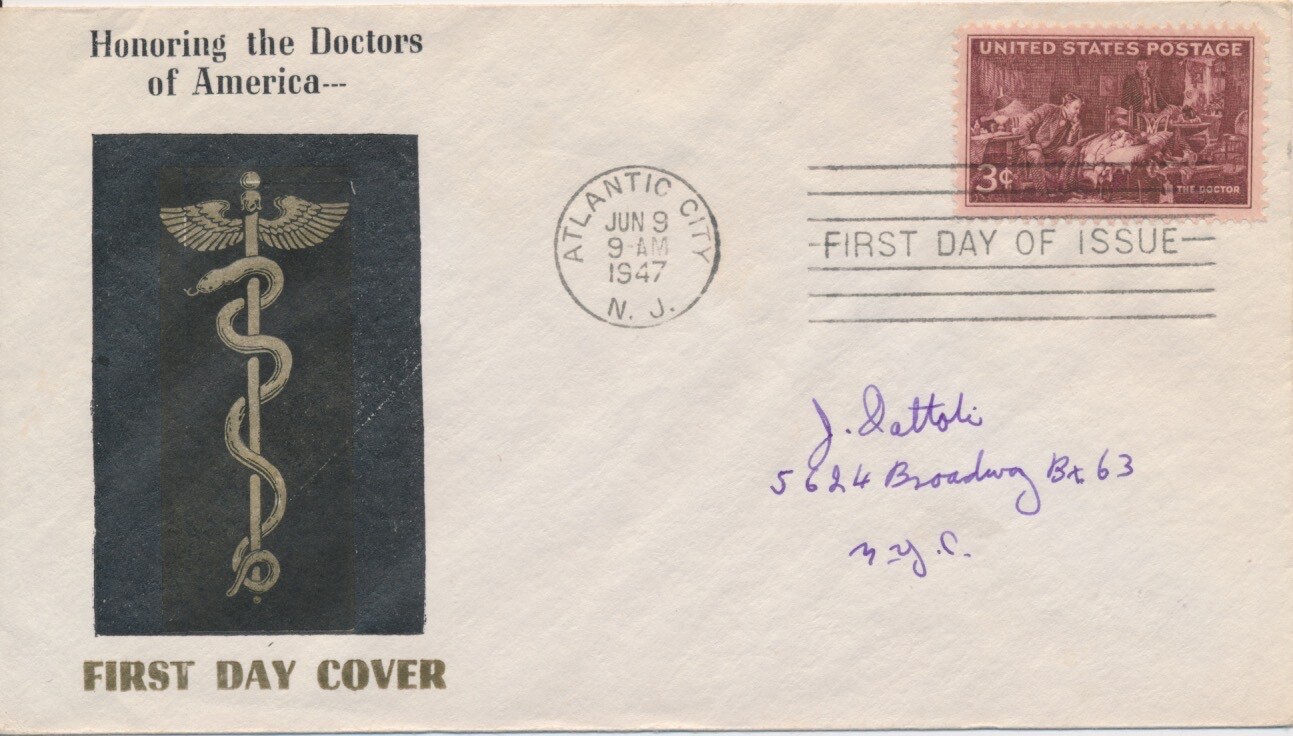 Honoring the Doctors
of America---
FIRST DAY COVER
ATLANTIC CITY
JUN 9
9-AM
1947
N. J.
UNITED STATES POSTAGE
3¢
THE DOCTOR
FIRST DAY OF ISSUE
J. Dattoli
5624 Broadway Bx 63
N.Y.C.